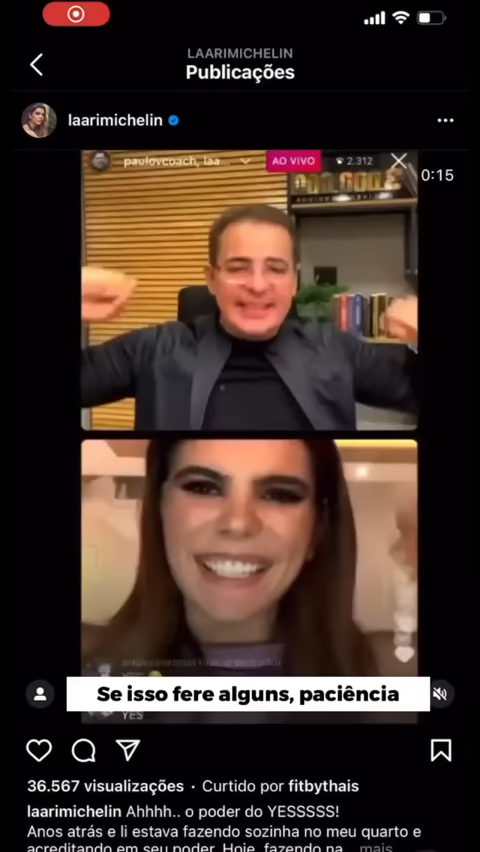 LAARIMICHELIN
Publicações
laarimichelin
paulovcoach, laa...
AO VIVO
2.312
0:15
Se isso fere alguns, paciência
YES
36.567 visualizações • Curtido por fitbythais
laarimichelin Ahhhh.. o poder do YESSSSS!
Anos atrás e li estava fazendo sozinha no meu quarto e
acreditando em seu poder. Hoje, fazendo na... mais